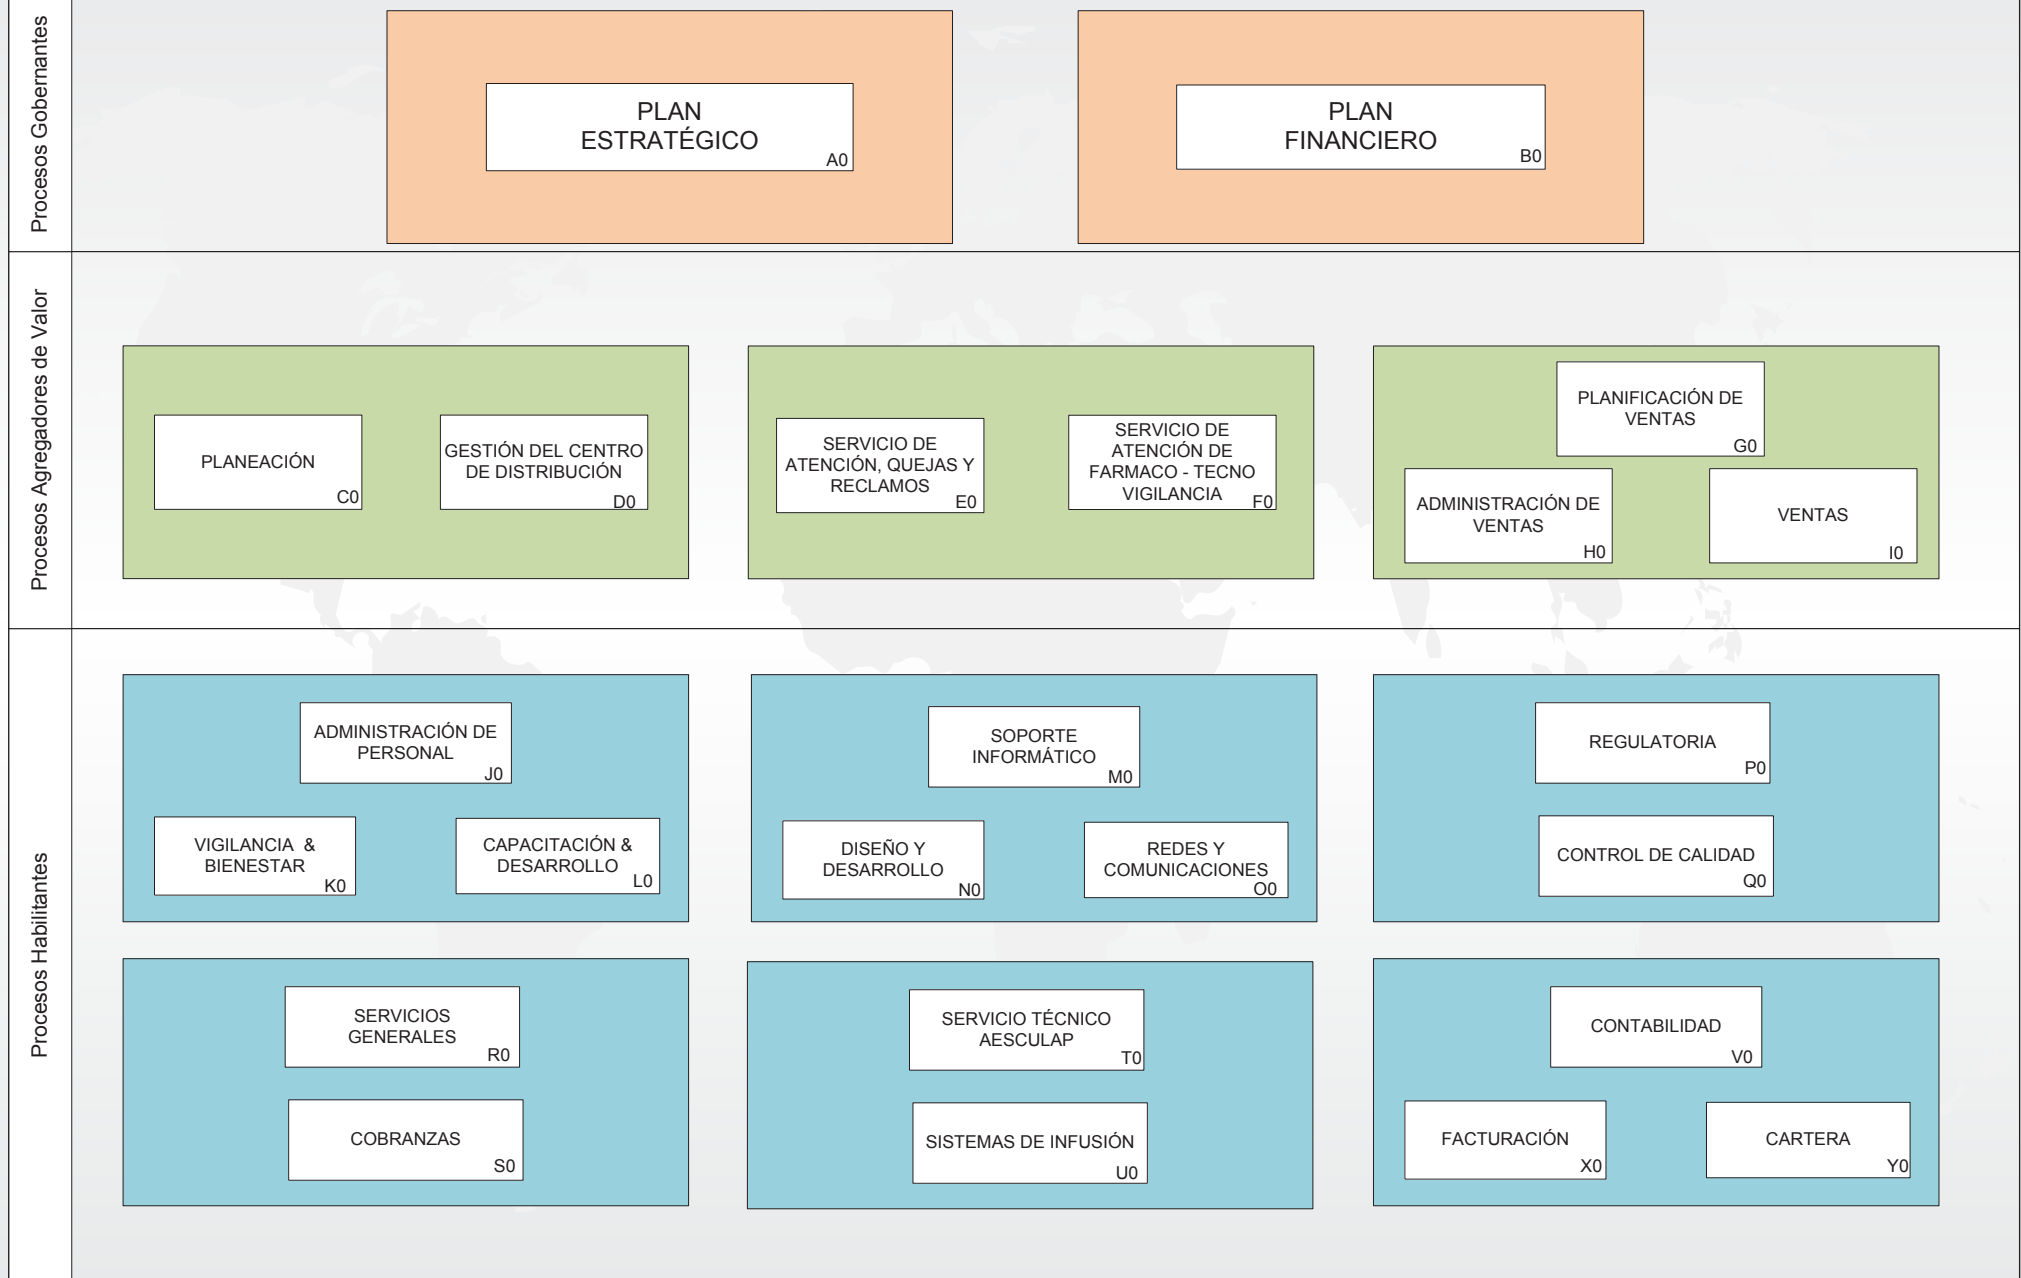 Procesos Gobernantes
PLAN
ESTRATÉGICO
A0
PLAN
FINANCIERO
B0
Procesos Agregadores de Valor
PLANEACIÓN
C0
GESTIÓN DEL CENTRO
DE DISTRIBUCIÓN
D0
SERVICIO DE
ATENCIÓN, QUEJAS Y
RECLAMOS
E0
SERVICIO DE
ATENCIÓN DE
FARMACO - TECNO
VIGILANCIA
F0
PLANIFICACIÓN DE
VENTAS
G0
ADMINISTRACIÓN DE
VENTAS
H0
VENTAS
I0
Procesos Habilitantes
ADMINISTRACIÓN DE
PERSONAL
J0
VIGILANCIA &
BIENESTAR
K0
CAPACITACIÓN &
DESARROLLO
L0
SOPORTE
INFORMÁTICO
M0
DISEÑO Y
DESARROLLO
N0
REDES Y
COMUNICACIONES
O0
REGULATORIA
P0
CONTROL DE CALIDAD
Q0
SERVICIOS
GENERALES
R0
COBRANZAS
S0
SERVICIO TÉCNICO
AESCULAP
T0
SISTEMAS DE INFUSIÓN
U0
CONTABILIDAD
V0
FACTURACIÓN
X0
CARTERA
Y0